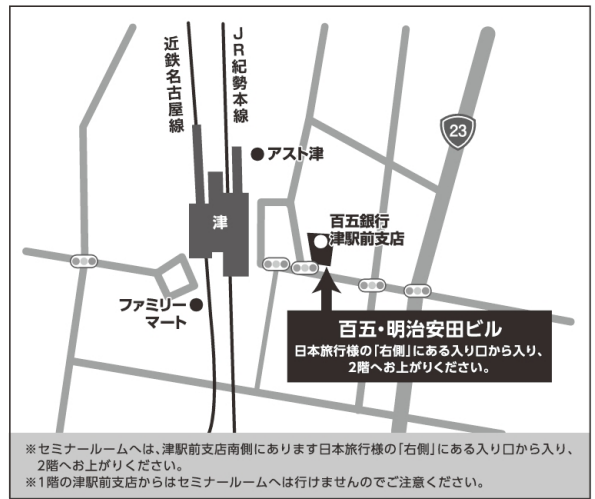 近鉄名古屋線
JR紀勢本線
23
アスト津
津
百五銀行
津駅前支店
ファミリー
マート
百五・明治安田ビル
日本旅行様の「右側」にある入り口から入り、
2階へお上がりください。
※セミナールームへは、津駅前支店南側にあります日本旅行様の「右側」にある入り口から入り、
2階へお上がりください。
※1階の津駅前支店からはセミナールームへは行けませんのでご注意ください。